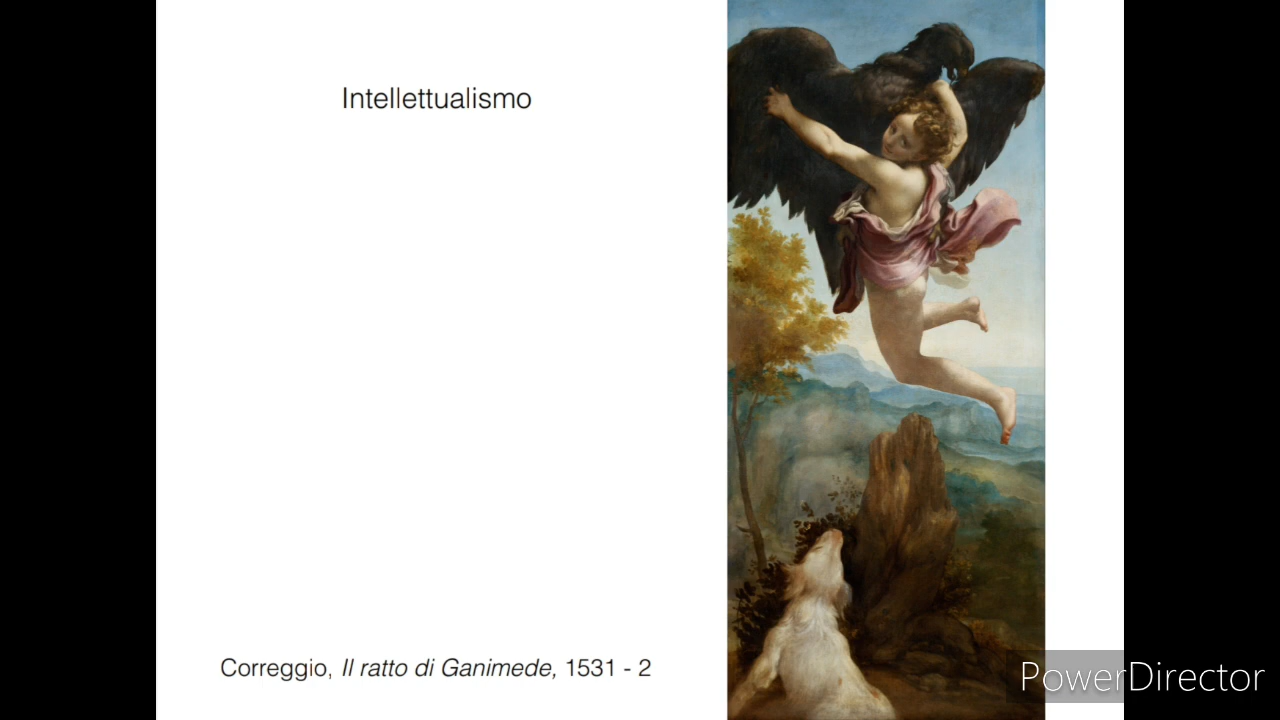 Intellettualismo
Correggio, Il ratto di Ganimede, 1531 - 2
PowerDirector